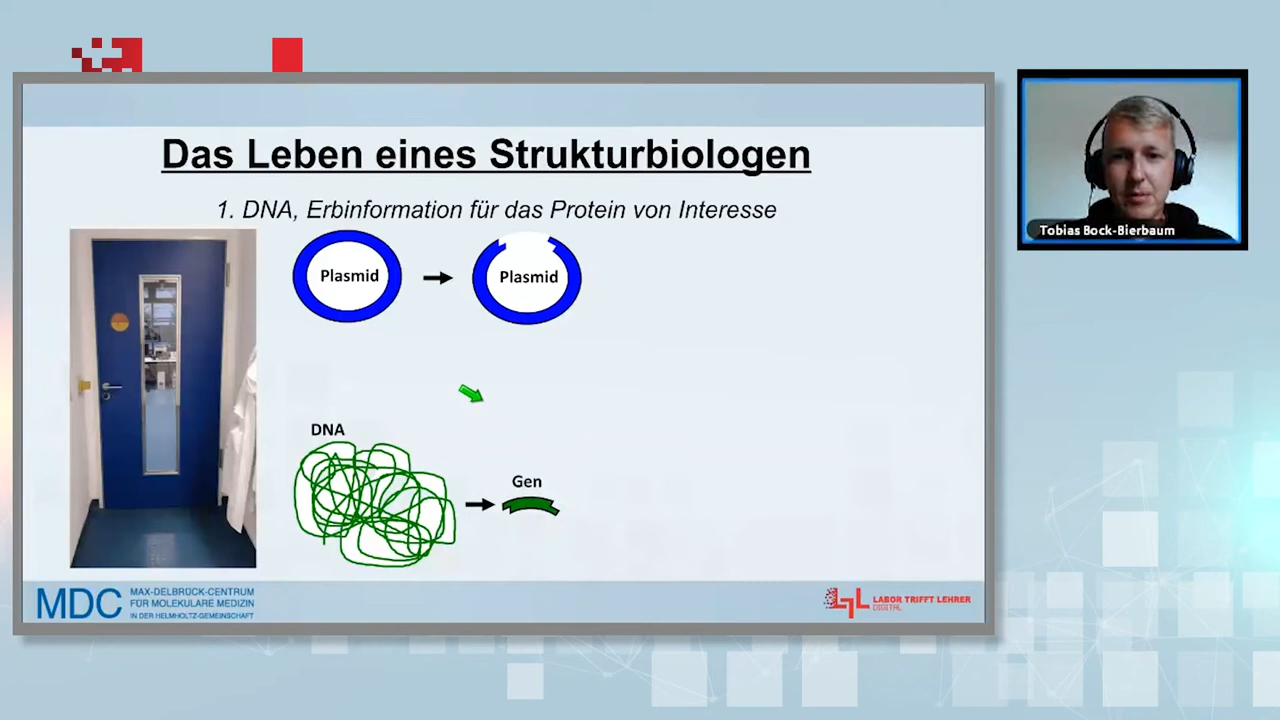 Das Leben eines Strukturbiologen
1. DNA, Erbinformation für das Protein von Interesse
Plasmid
Plasmid
DNA
Gen
MDC
MAX-DELBRÜCK-CENTRUM
FÜR MOLEKULARE MEDIZIN
IN DER HELMHOLTZ-GEMEINSCHAFT
LTL
LABOR TRIFFT LEHRER
DIGITAL
Tobias Bock-Bierbaum